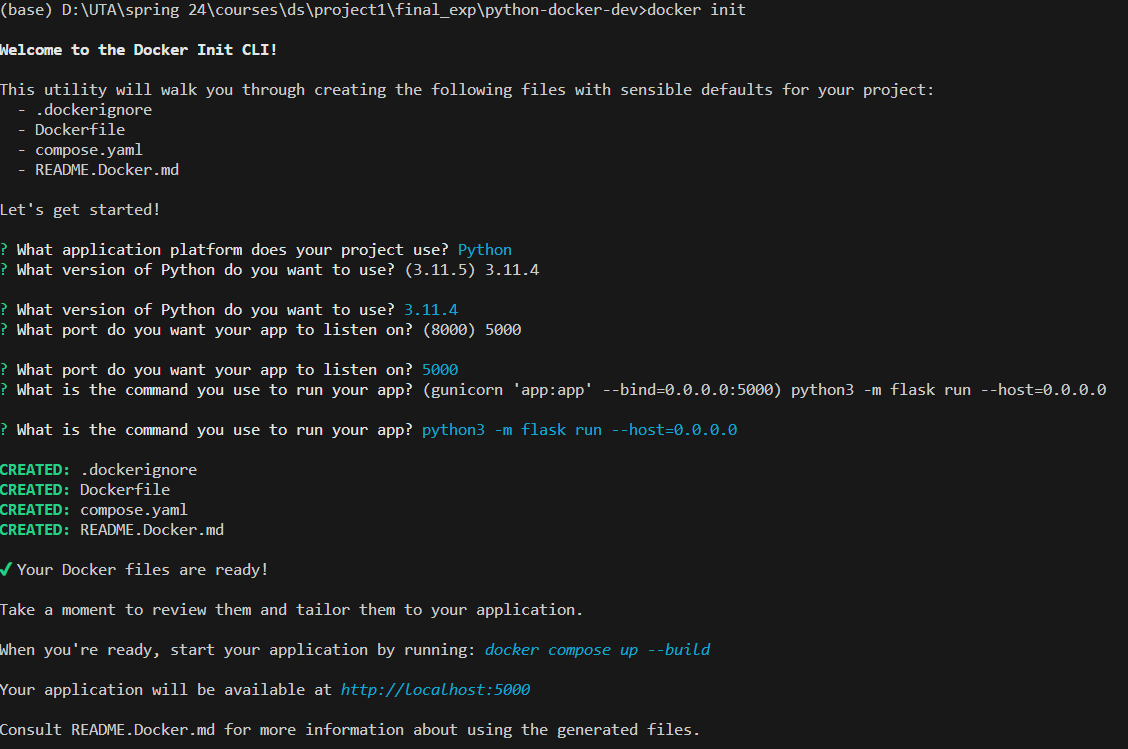 (base) D:\UTA\spring 24\courses\ds\project1\final_exp\python-docker-dev>docker init
Welcome to the Docker Init CLI!
This utility will walk you through creating the following files with sensible defaults for your project:
- .dockerignore
- Dockerfile
- compose.yaml
- README.Docker.md
Let's get started!
? What application platform does your project use? Python
? What version of Python do you want to use? (3.11.5) 3.11.4
? What version of Python do you want to use? 3.11.4
? What port do you want your app to listen on? (8000) 5000
? What port do you want your app to listen on? 5000
? What is the command you use to run your app? (gunicorn 'app:app' --bind=0.0.0.0:5000) python3 -m flask run --host=0.0.0.0
? What is the command you use to run your app? python3 -m flask run --host=0.0.0.0
CREATED: .dockerignore
CREATED: Dockerfile
CREATED: compose.yaml
CREATED: README.Docker.md
✔ Your Docker files are ready!
Take a moment to review them and tailor them to your application.
When you're ready, start your application by running: docker compose up --build
Your application will be available at http://localhost:5000
Consult README.Docker.md for more information about using the generated files.